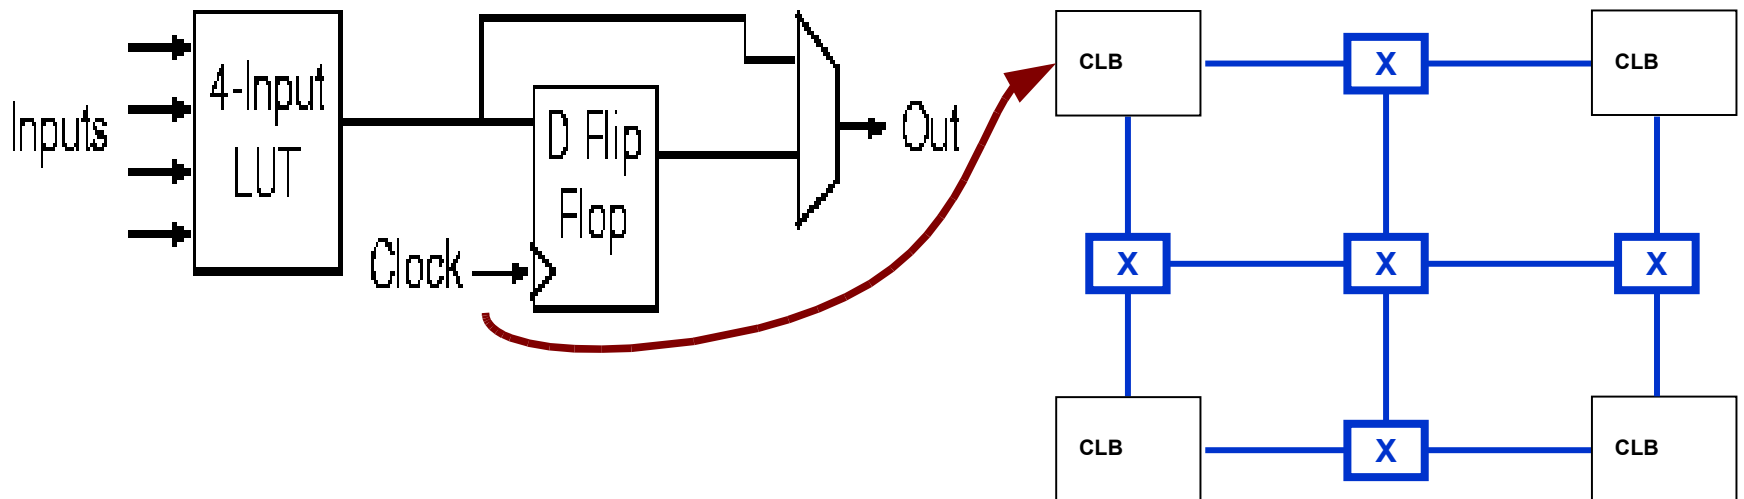 Inputs
4-Input
LUT
D Flip
Flop
Clock
Out
CLB
X
CLB
X
X
X
CLB
X
CLB